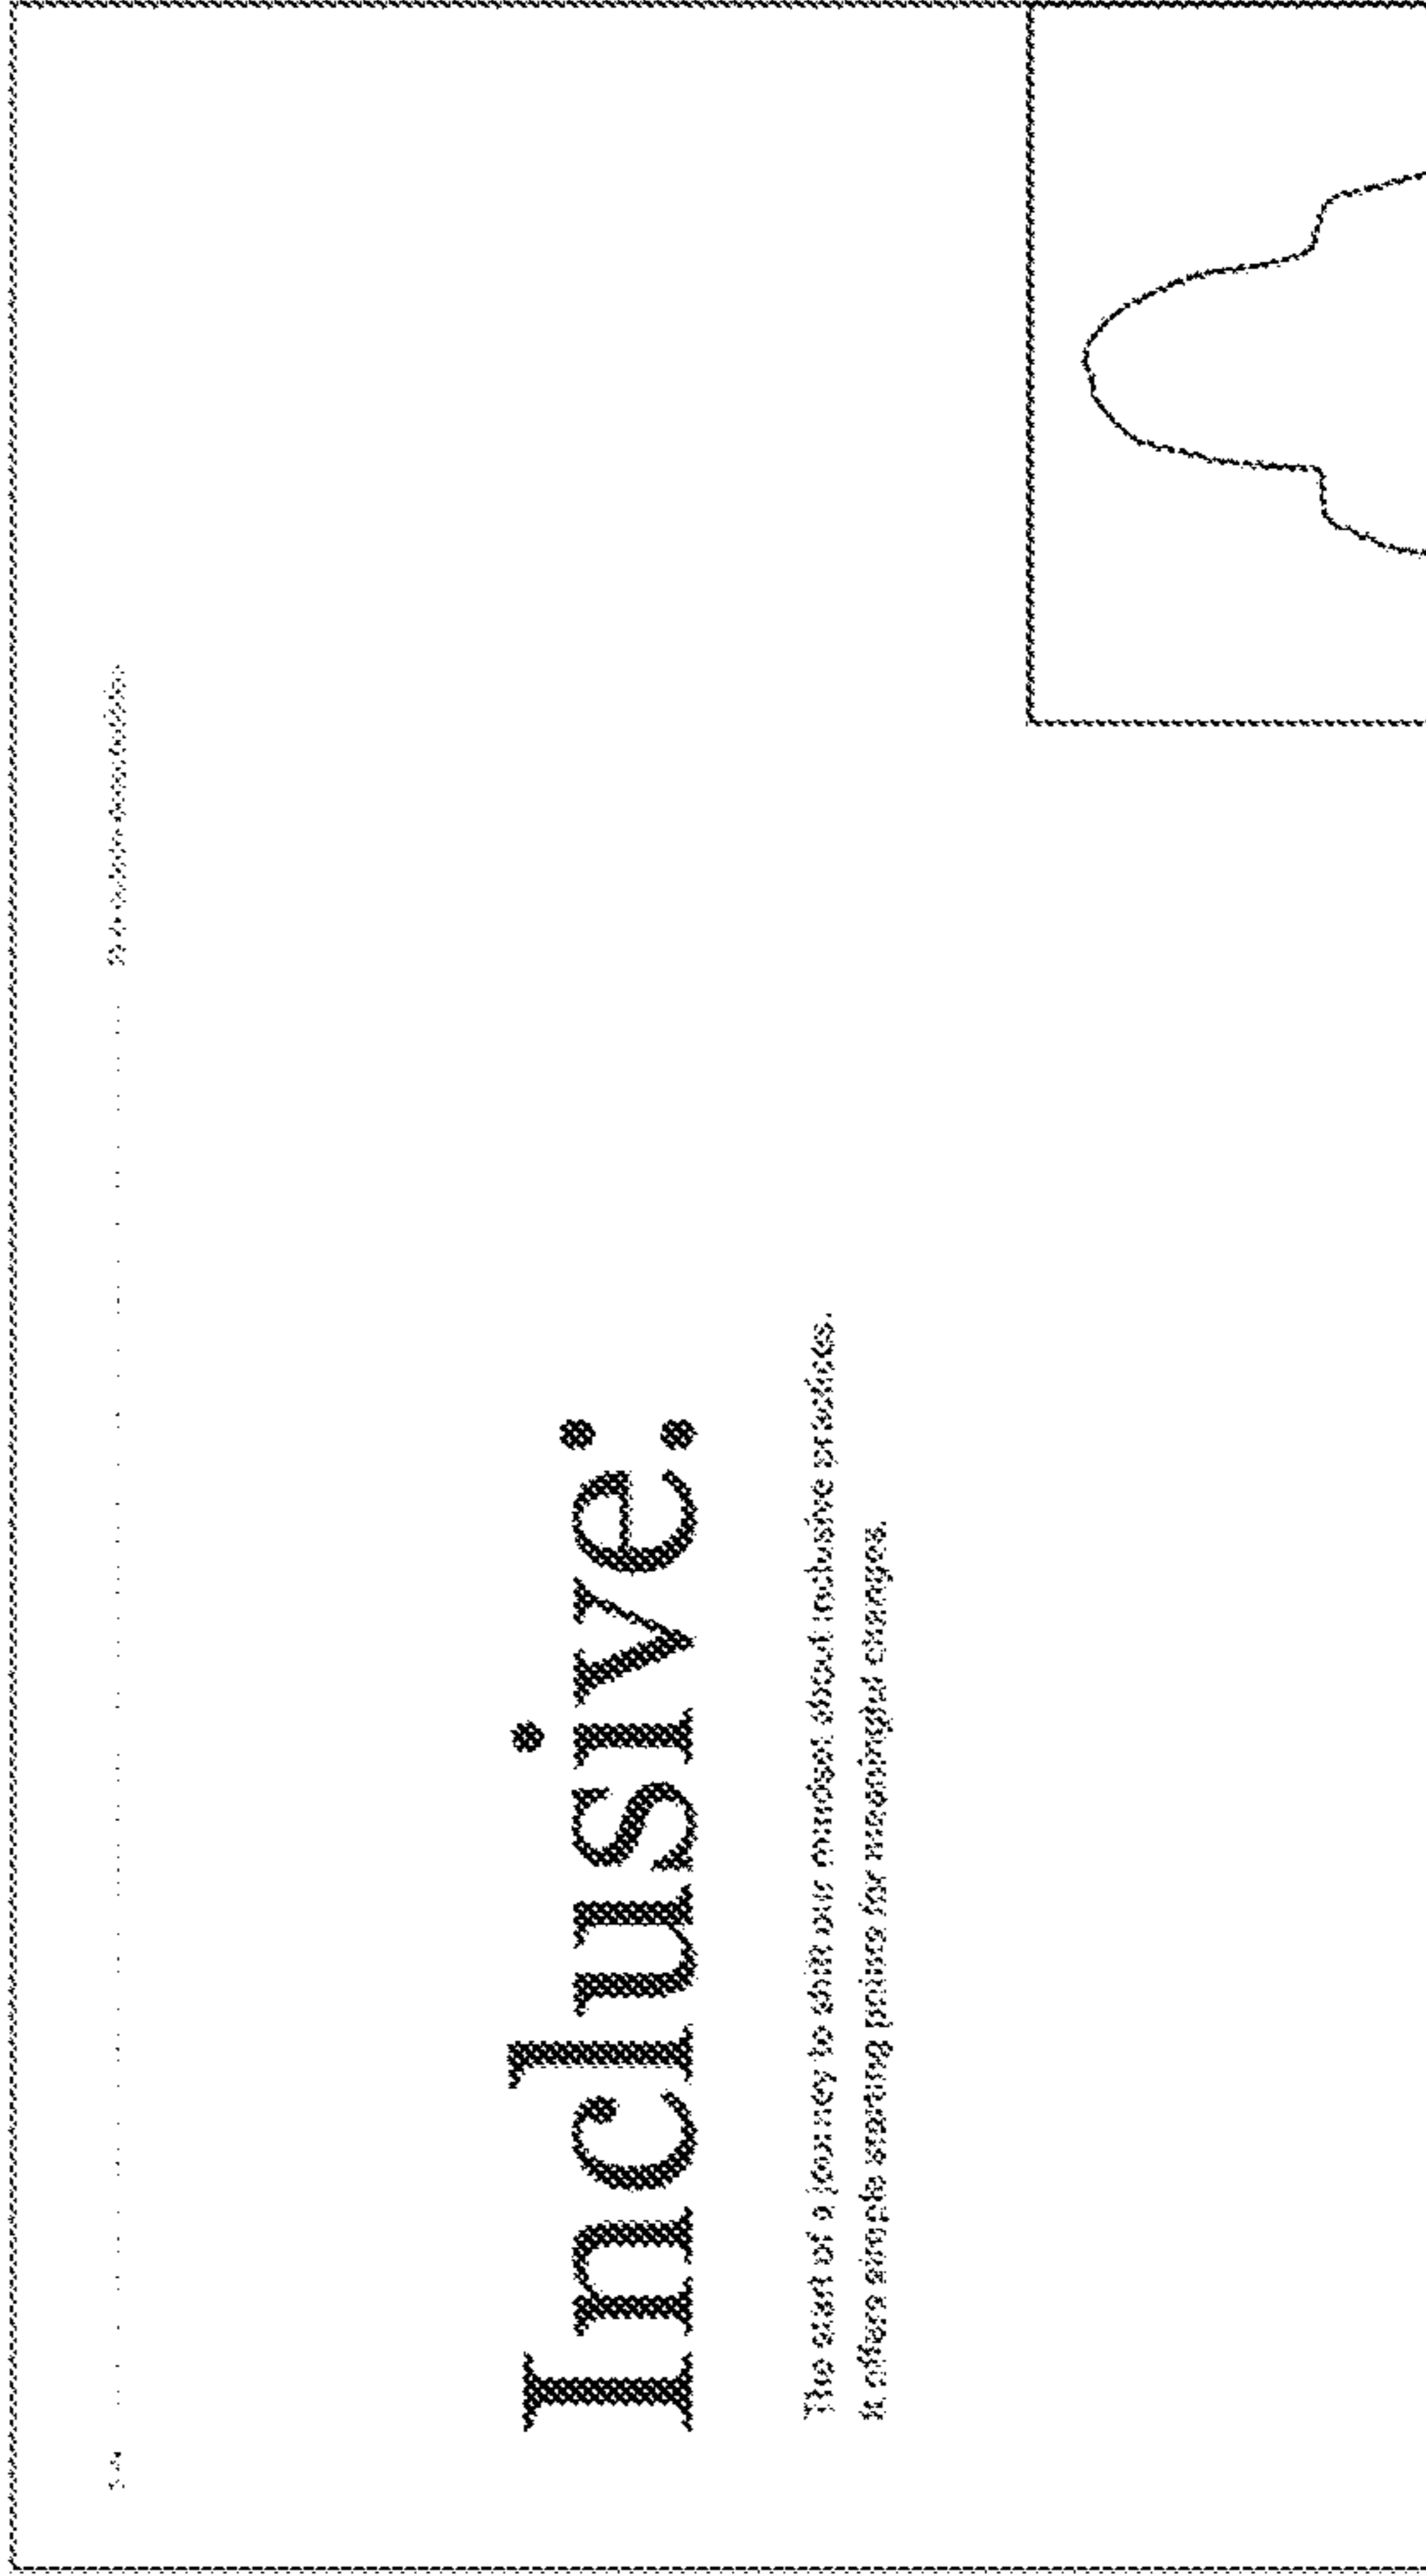 Inclusive:
The start of a journey to shift our mindset about inclusive practices.
It offers simple starting points for meaningful changes.